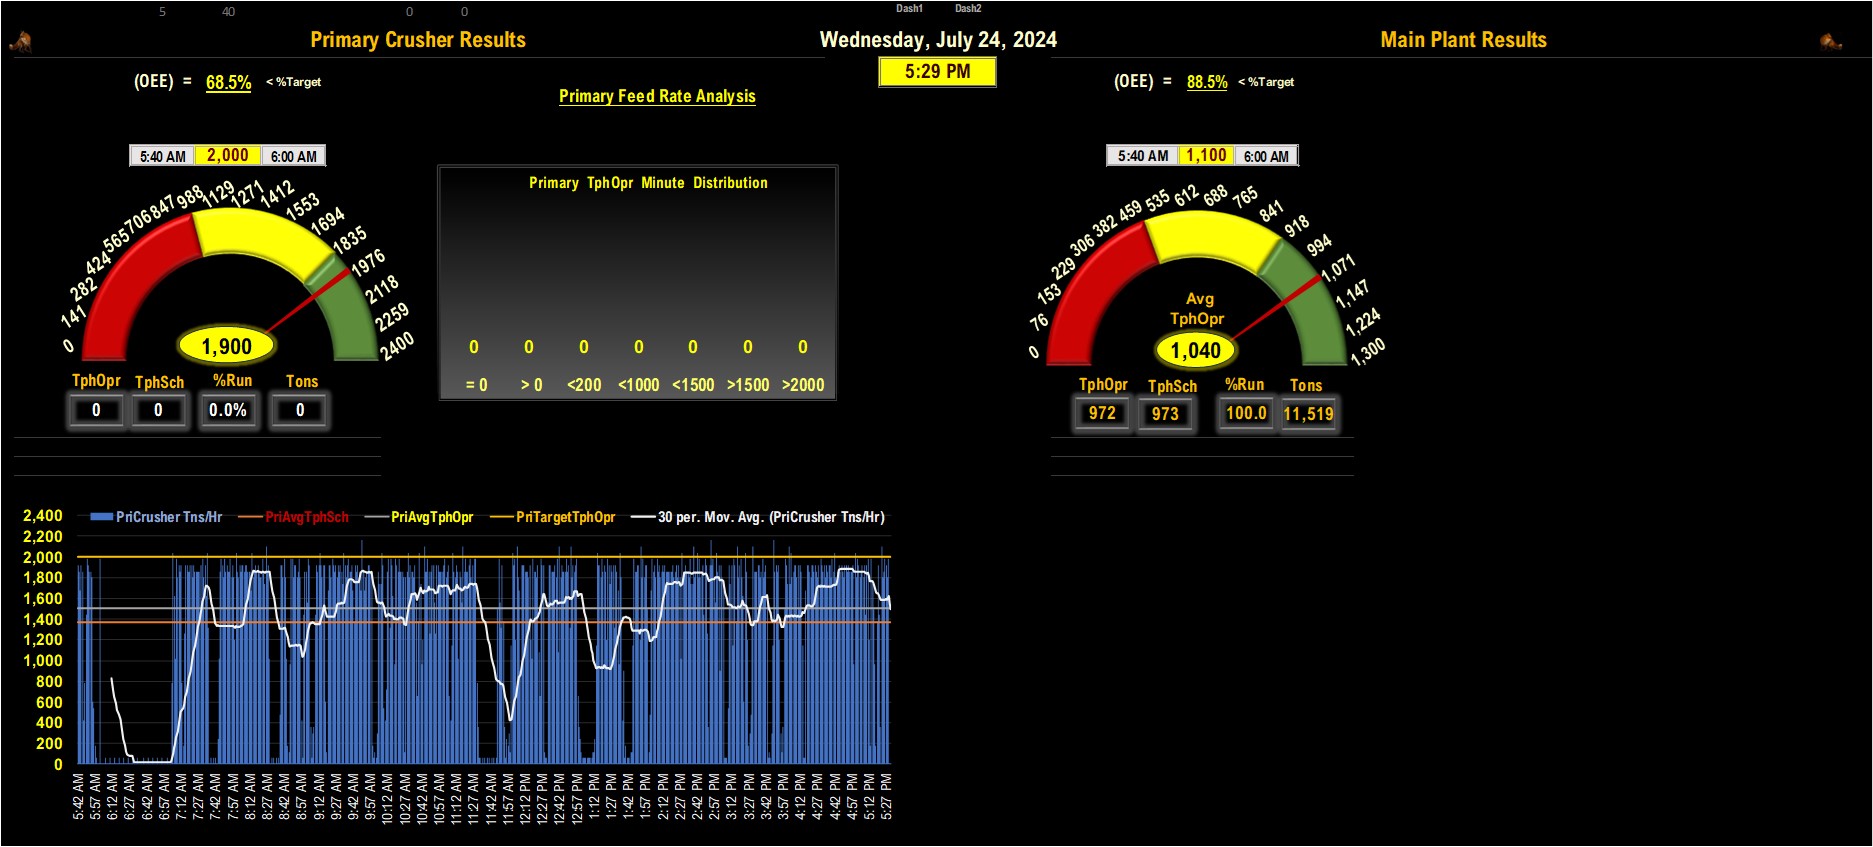 5 40 0 0 Dash1 Dash2
Primary Crusher Results
Wednesday, July 24, 2024
Main Plant Results
5:29 PM
(OEE) = 68.5% < %Target
(OEE) = 88.5% < %Target
Primary Feed Rate Analysis
5:40 AM 2,000 6:00 AM
5:40 AM 1,100 6:00 AM
0 141 282 424 565 706 847 988 1129 1271 1412 1553 1694 1835 1976 2118 2259 2400
1,900
Primary TphOpr Minute Distribution
0 0 0 0 0 0 0
= 0 > 0 <200 <1000 <1500 >1500 >2000
0 76 153 229 306 382 459 535 612 688 765 841 918 994 1,071 1,147 1,224 1,300
Avg
TphOpr
1,040
TphOpr TphSch %Run Tons
0 0 0.0% 0
TphOpr TphSch %Run Tons
972 973 100.0 11,519
PriCrusher Tns/Hr PriAvgTphSch PriAvgTphOpr PriTargetTphOpr 30 per. Mov. Avg. (PriCrusher Tns/Hr)
2,400
2,200
2,000
1,800
1,600
1,400
1,200
1,000
800
600
400
200
0
5:42 AM 5:57 AM 6:12 AM 6:27 AM 6:42 AM 6:57 AM 7:12 AM 7:27 AM 7:42 AM 7:57 AM 8:12 AM 8:27 AM 8:42 AM 8:57 AM 9:12 AM 9:27 AM 9:42 AM 9:57 AM 10:12 AM 10:27 AM 10:42 AM 10:57 AM 11:12 AM 11:27 AM 11:42 AM 11:57 AM 12:12 PM 12:27 PM 12:42 PM 12:57 PM 1:12 PM 1:27 PM 1:42 PM 1:57 PM 2:12 PM 2:27 PM 2:42 PM 2:57 PM 3:12 PM 3:27 PM 3:42 PM 3:57 PM 4:12 PM 4:27 PM 4:42 PM 4:57 PM 5:12 PM 5:27 PM